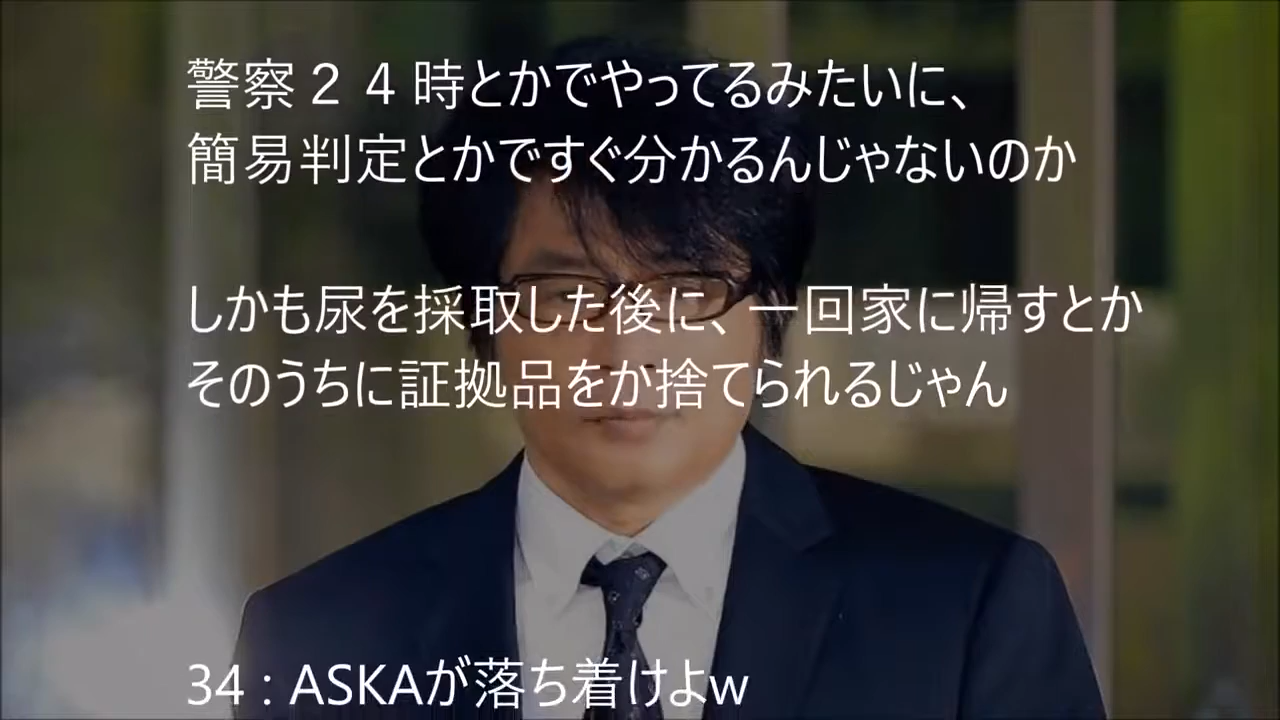 警察２４時とかでやってるみたいに、
簡易判定とかですぐ分かるんじゃないのか
しかも尿を採取した後に、一回家に帰すとか
そのうちに証拠品をか捨てられるじゃん
34 : ASKAが落ち着けよw